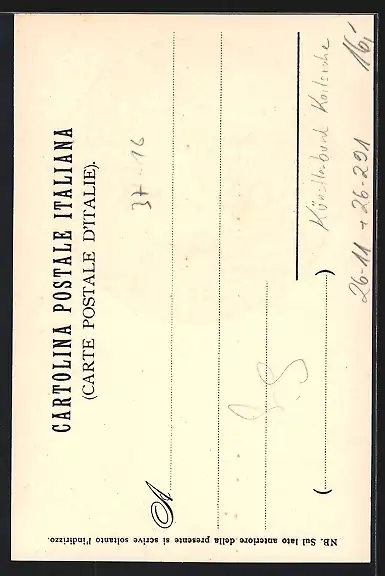 CARTOLINA POSTALE ITALIANA
(CARTE POSTALE D'ITALIE).
37-16
A
( )
Künstlerbund Karlsruhe
26-11 + 26-291
NB. Sul lato anteriore della presente si scrive soltanto l'indirizzo.